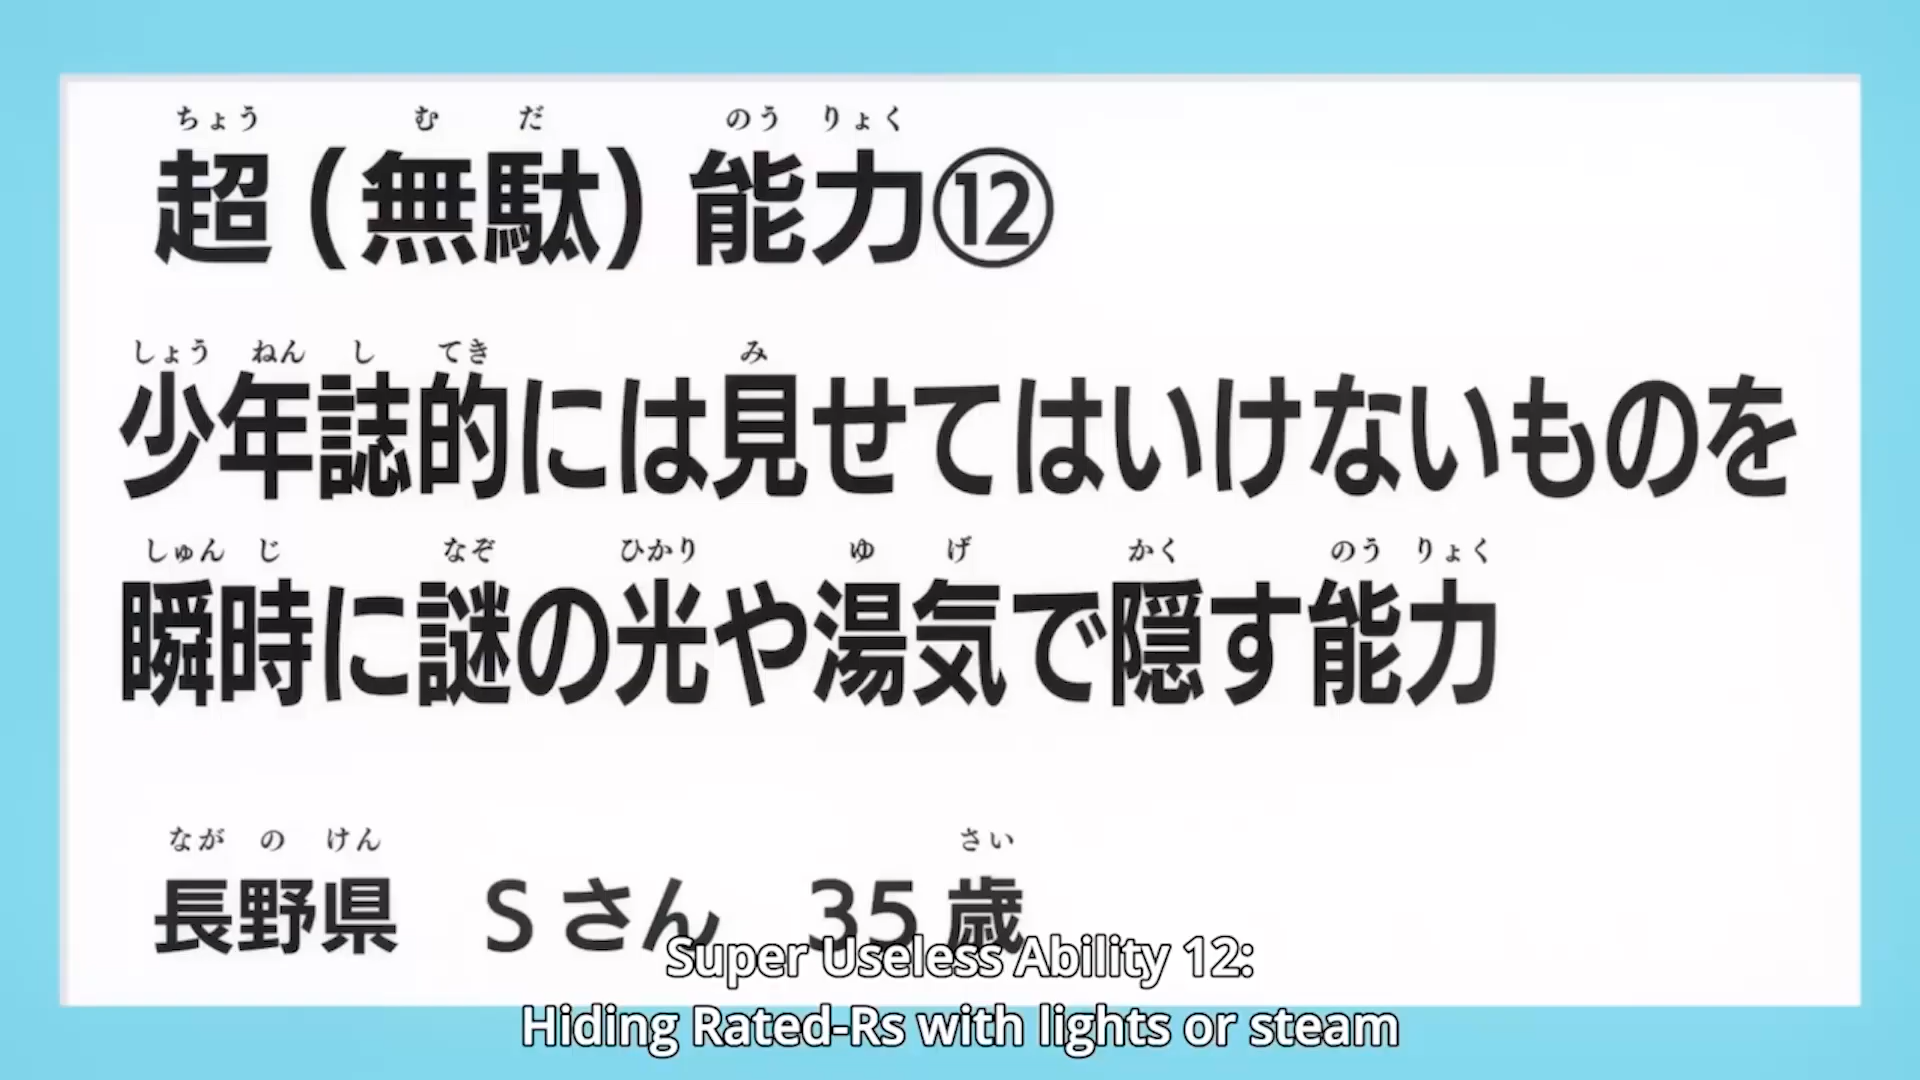 ちょう む だ のう りょく
超(無駄)能力⑫
しょう ねん し てき み
少年誌的には見せてはいけないものを
しゅん じ なぞ ひかり ゆ げ かく のう りょく
瞬時に謎の光や湯気で隠す能力
なが の けん さい
長野県 Sさん 35歳
Super Useless Ability 12:
Hiding Rated-Rs with lights or steam